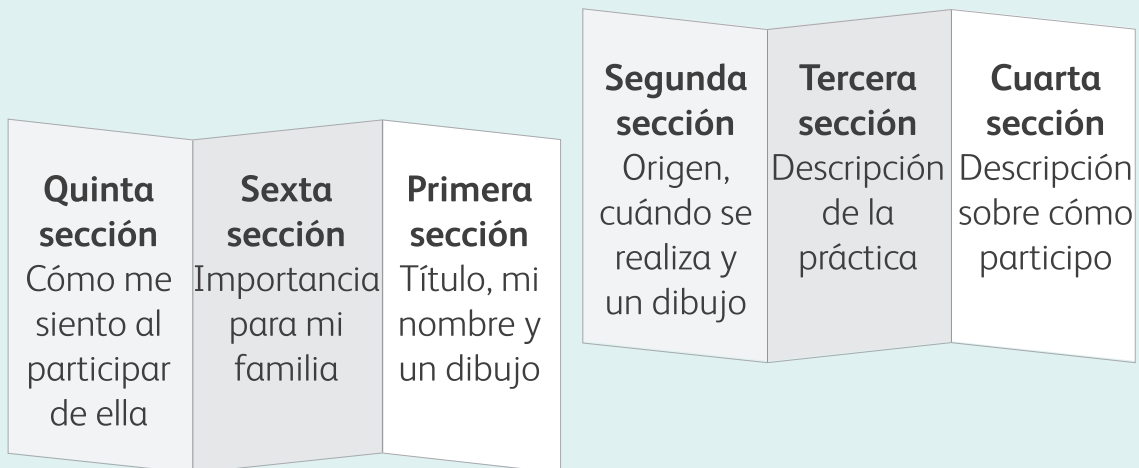 Quinta
sección
Cómo me
siento al
participar
de ella
Sexta
sección
Importancia
para mi
familia
Primera
sección
Título, mi
nombre y
un dibujo
Segunda
sección
Origen,
cuándo se
realiza y
un dibujo
Tercera
sección
Descripción
de la
práctica
Cuarta
sección
Descripción
sobre cómo
participo